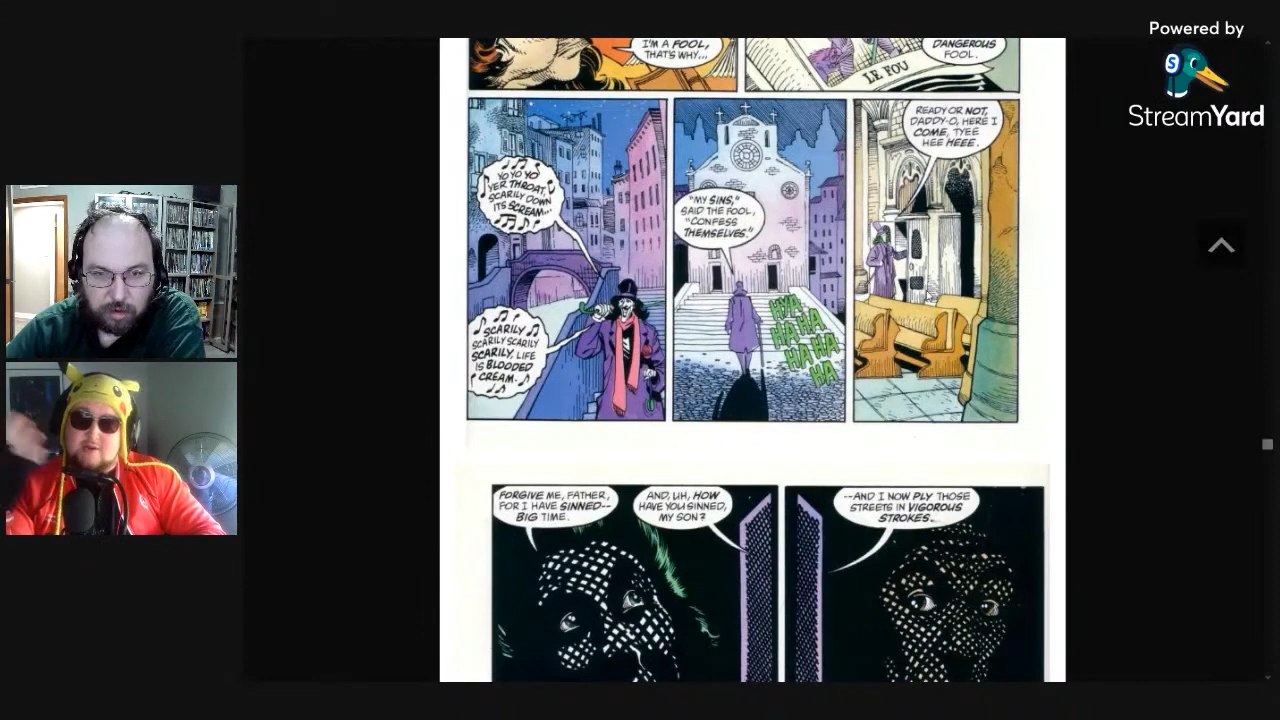 Powered by
StreamYard
I'M A FOOL,
THAT'S WHY...
DANGEROUS
FOOL.
LE FOU
YO YO YO
YER THROAT,
SCARILY DOWN
ITS SCREAM...
SCARILY
SCARILY SCARILY
SCARILY, LIFE
IS BLOODED
CREAM.
"MY SINS,"
SAID THE FOOL,
"CONFESS
THEMSELVES."
HYA
HA HA
HA HA
HA
READY OR NOT,
DADDY-O, HERE I
COME, TYEE
HEE HEEE.
FORGIVE ME, FATHER,
FOR I HAVE SINNED--
BIG TIME.
AND, UH, HOW
HAVE YOU SINNED,
MY SON?
--AND I NOW PLY THOSE
STREETS IN VIGOROUS
STROKES.